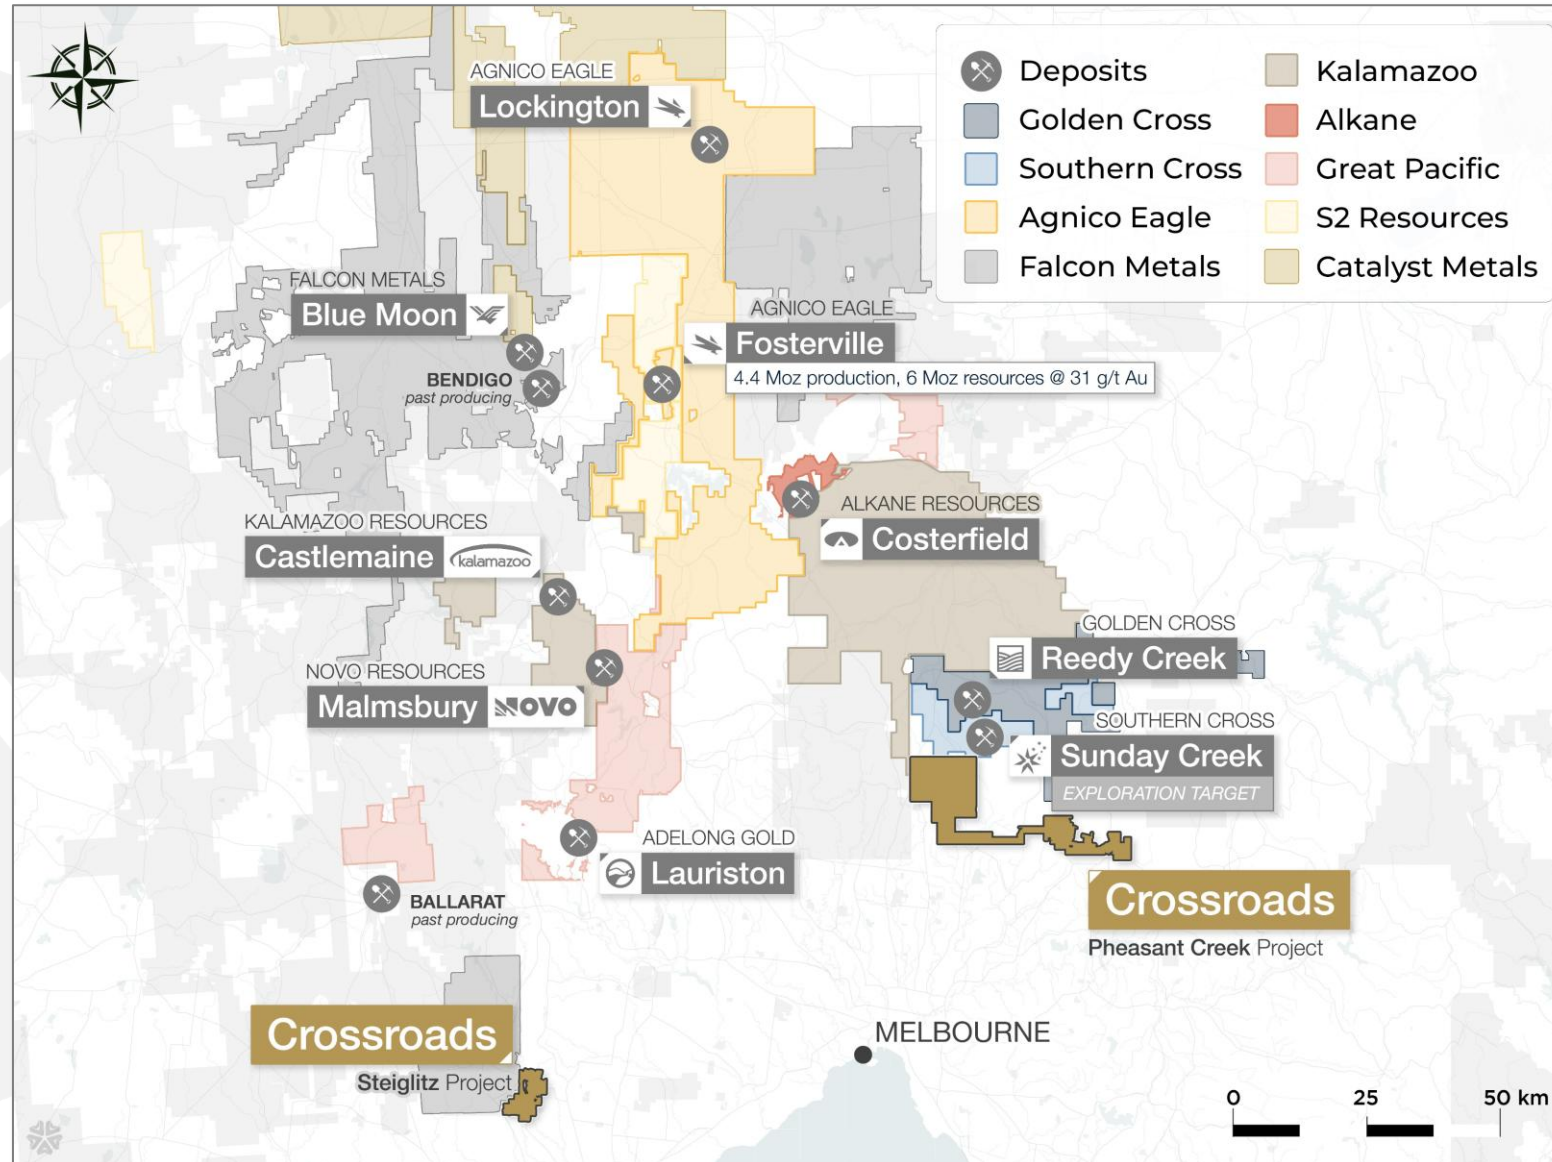 AGNICO EAGLE
Lockington
Deposits
Golden Cross
Southern Cross
Agnico Eagle
Falcon Metals
Kalamazoo
Alkane
Great Pacific
S2 Resources
Catalyst Metals
FALCON METALS
Blue Moon
BENDIGO
past producing
AGNICO EAGLE
Fosterville
4.4 Moz production, 6 Moz resources @ 31 g/t Au
ALKANE RESOURCES
Costerfield
KALAMAZOO RESOURCES
Castlemaine
kalamazoo
NOVO RESOURCES
Malmsbury
NOVO
GOLDEN CROSS
Reedy Creek
SOUTHERN CROSS
Sunday Creek
EXPLORATION TARGET
ADELONG GOLD
Lauriston
BALLARAT
past producing
Crossroads
Pheasant Creek Project
Crossroads
Steiglitz Project
MELBOURNE
0 25 50 km